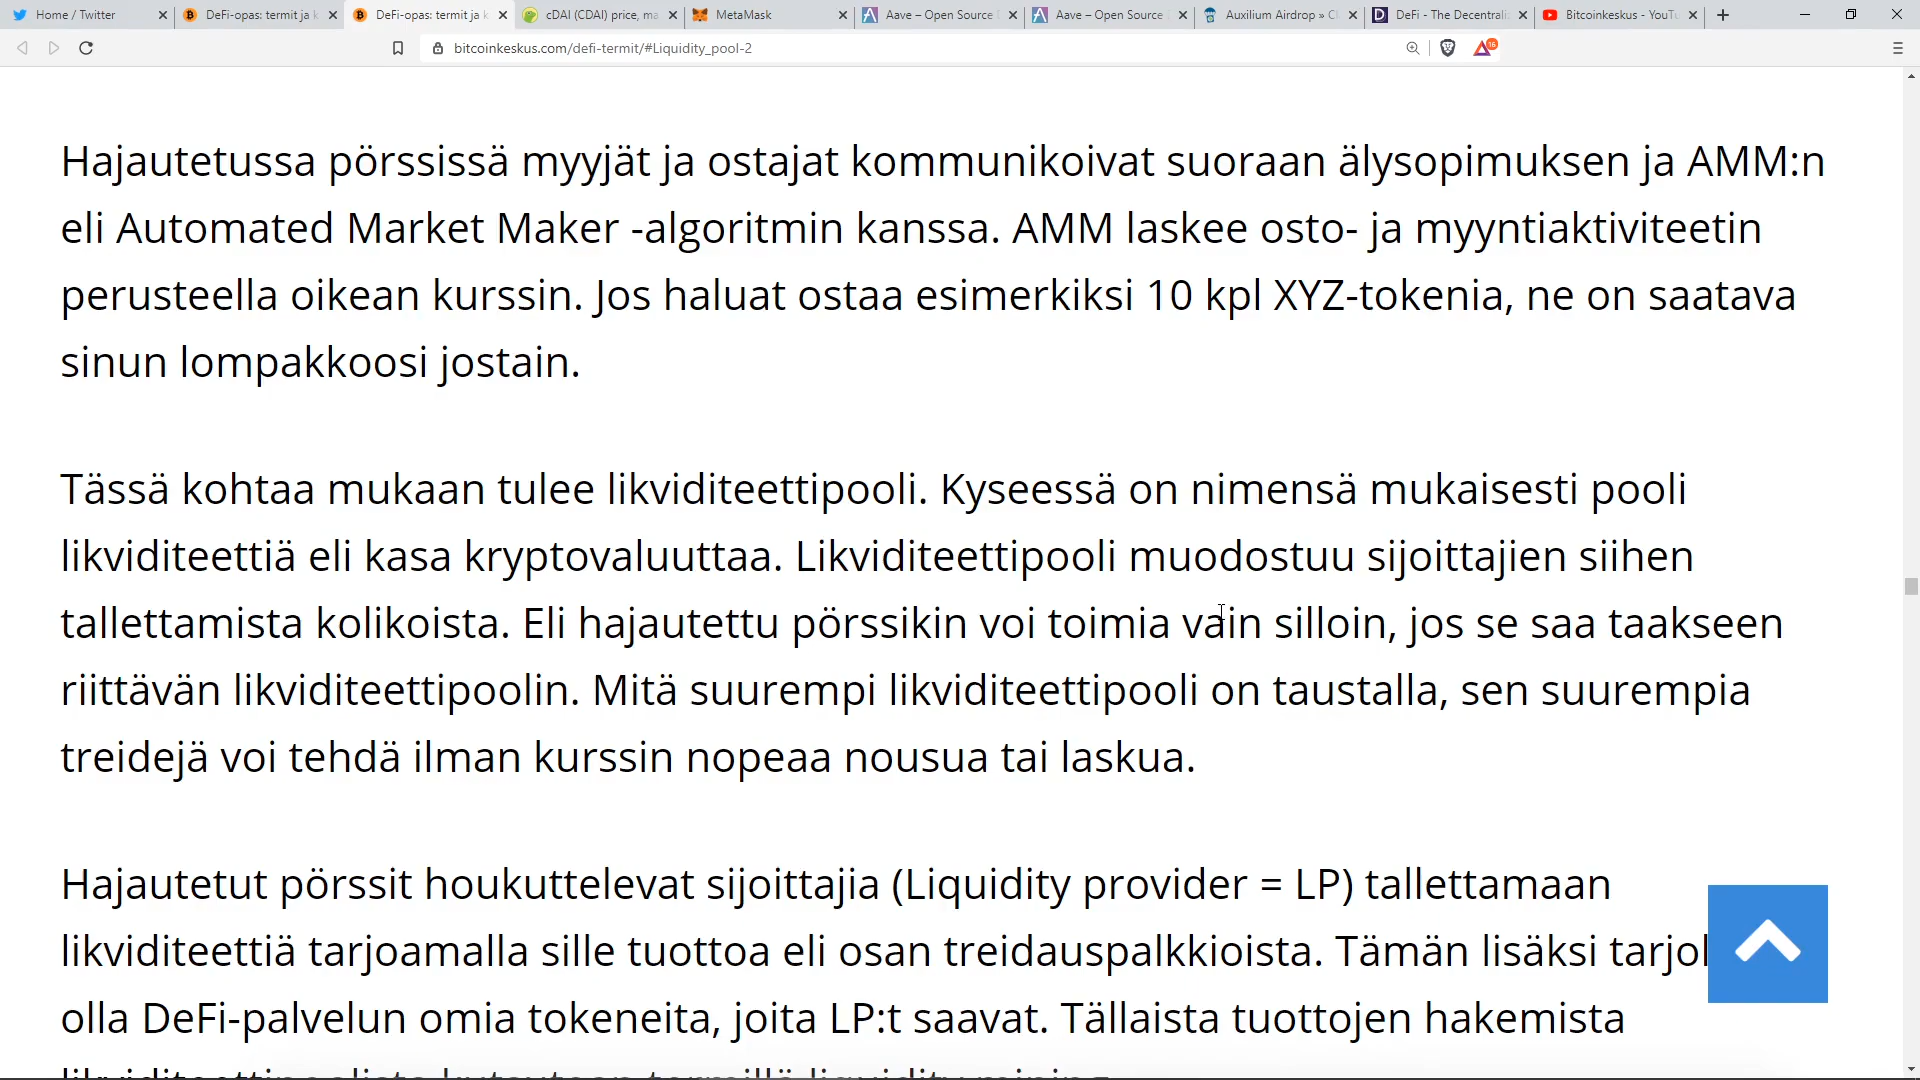 Home / Twitter
DeFi-opas: termit ja k
DeFi-opas: termit ja k
cDAI (CDAI) price, ma
MetaMask
Aave – Open Source
Aave – Open Source
Auxilium Airdrop »
DeFi - The Decentrali
Bitcoinkeskus - YouTu
bitcoinkeskus.com/defi-termit/#Liquidity_pool-2
16
Hajautetussa pörssissä myyjät ja ostajat kommunikoivat suoraan älysopimuksen ja AMM:n
eli Automated Market Maker -algoritmin kanssa. AMM laskee osto- ja myyntiaktiviteetin
perusteella oikean kurssin. Jos haluat ostaa esimerkiksi 10 kpl XYZ-tokenia, ne on saatava
sinun lompakkoosi jostain.
Tässä kohtaa mukaan tulee likviditeettipooli. Kyseessä on nimensä mukaisesti pooli
likviditeettiä eli kasa kryptovaluuttaa. Likviditeettipooli muodostuu sijoittajien siihen
tallettamista kolikoista. Eli hajautettu pörssikin voi toimia vain silloin, jos se saa taakseen
riittävän likviditeettipoolin. Mitä suurempi likviditeettipooli on taustalla, sen suurempia
treidejä voi tehdä ilman kurssin nopeaa nousua tai laskua.
Hajautetut pörssit houkuttelevat sijoittajia (Liquidity provider = LP) tallettamaan
likviditeettiä tarjoamalla sille tuottoa eli osan treidauspalkkioista. Tämän lisäksi
olla DeFi-palvelun omia tokeneita, joita LP:t saavat. Tällaista tuottojen hakemista